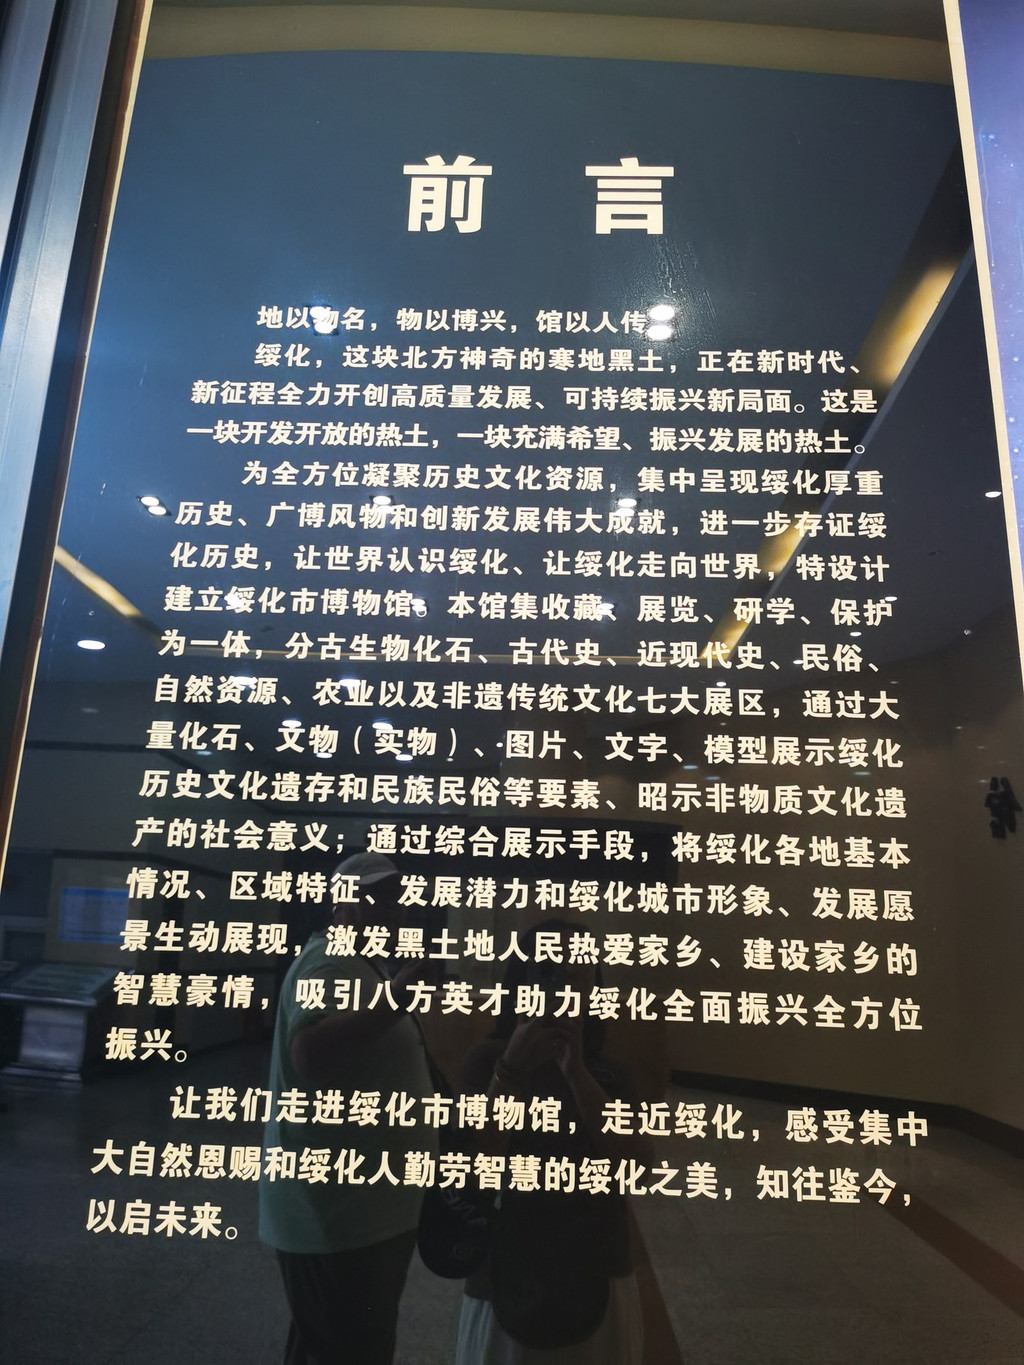 前言
地以物名，物以博兴，馆以人传
绥化，这块北方神奇的寒地黑土，正在新时代、
新征程全力开创高质量发展、可持续振兴新局面。这是
一块开发开放的热土，一块充满希望、振兴发展的热土。
为全方位凝聚历史文化资源，集中呈现绥化厚重
历史、广博风物和创新发展伟大成就，进一步存证绥
化历史，让世界认识绥化、让绥化走向世界，特设计
建立绥化市博物馆。本馆集收藏、展览、研学、保护
为一体，分古生物化石、古代史、近现代史、民俗、
自然资源、农业以及非遗传统文化七大展区，通过大
量化石、文物（实物）、图片、文字、模型展示绥化
历史文化遗存和民族民俗等要素、昭示非物质文化遗
产的社会意义；通过综合展示手段，将绥化各地基本
情况、区域特征、发展潜力和绥化城市形象、发展愿
景生动展现，激发黑土地人民热爱家乡、建设家乡的
智慧豪情，吸引八方英才助力绥化全面振兴全方位
振兴。
让我们走进绥化市博物馆，走近绥化，感受集中
大自然恩赐和绥化人勤劳智慧的绥化之美，知往鉴今，
以启未来。